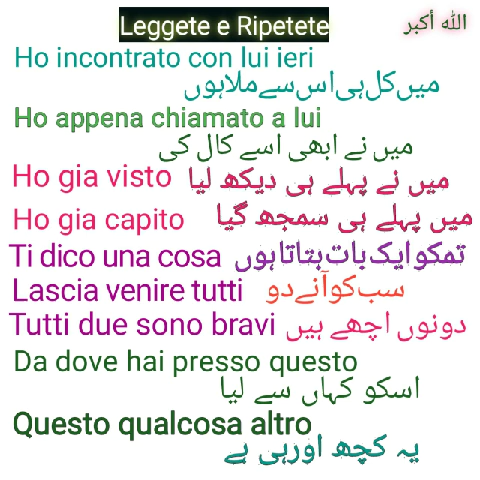 Leggete e Ripetete
الله أكبر
Ho incontrato con lui ieri
میں کل ہی اس سے ملا ہوں
Ho appena chiamato a lui
میں نے ابھی اسے کال کی
Ho gia visto میں نے پہلے ہی دیکھ لیا
Ho gia capito میں پہلے ہی سمجھ گیا
Ti dico una cosa تمکو ایک بات بتاتا ہوں
Lascia venire tutti سب کو آنے دو
Tutti due sono bravi دونوں اچھے ہیں
Da dove hai presso questo
اسکو کہاں سے لیا
Questo qualcosa altro
یہ کچھ اور ہی ہے